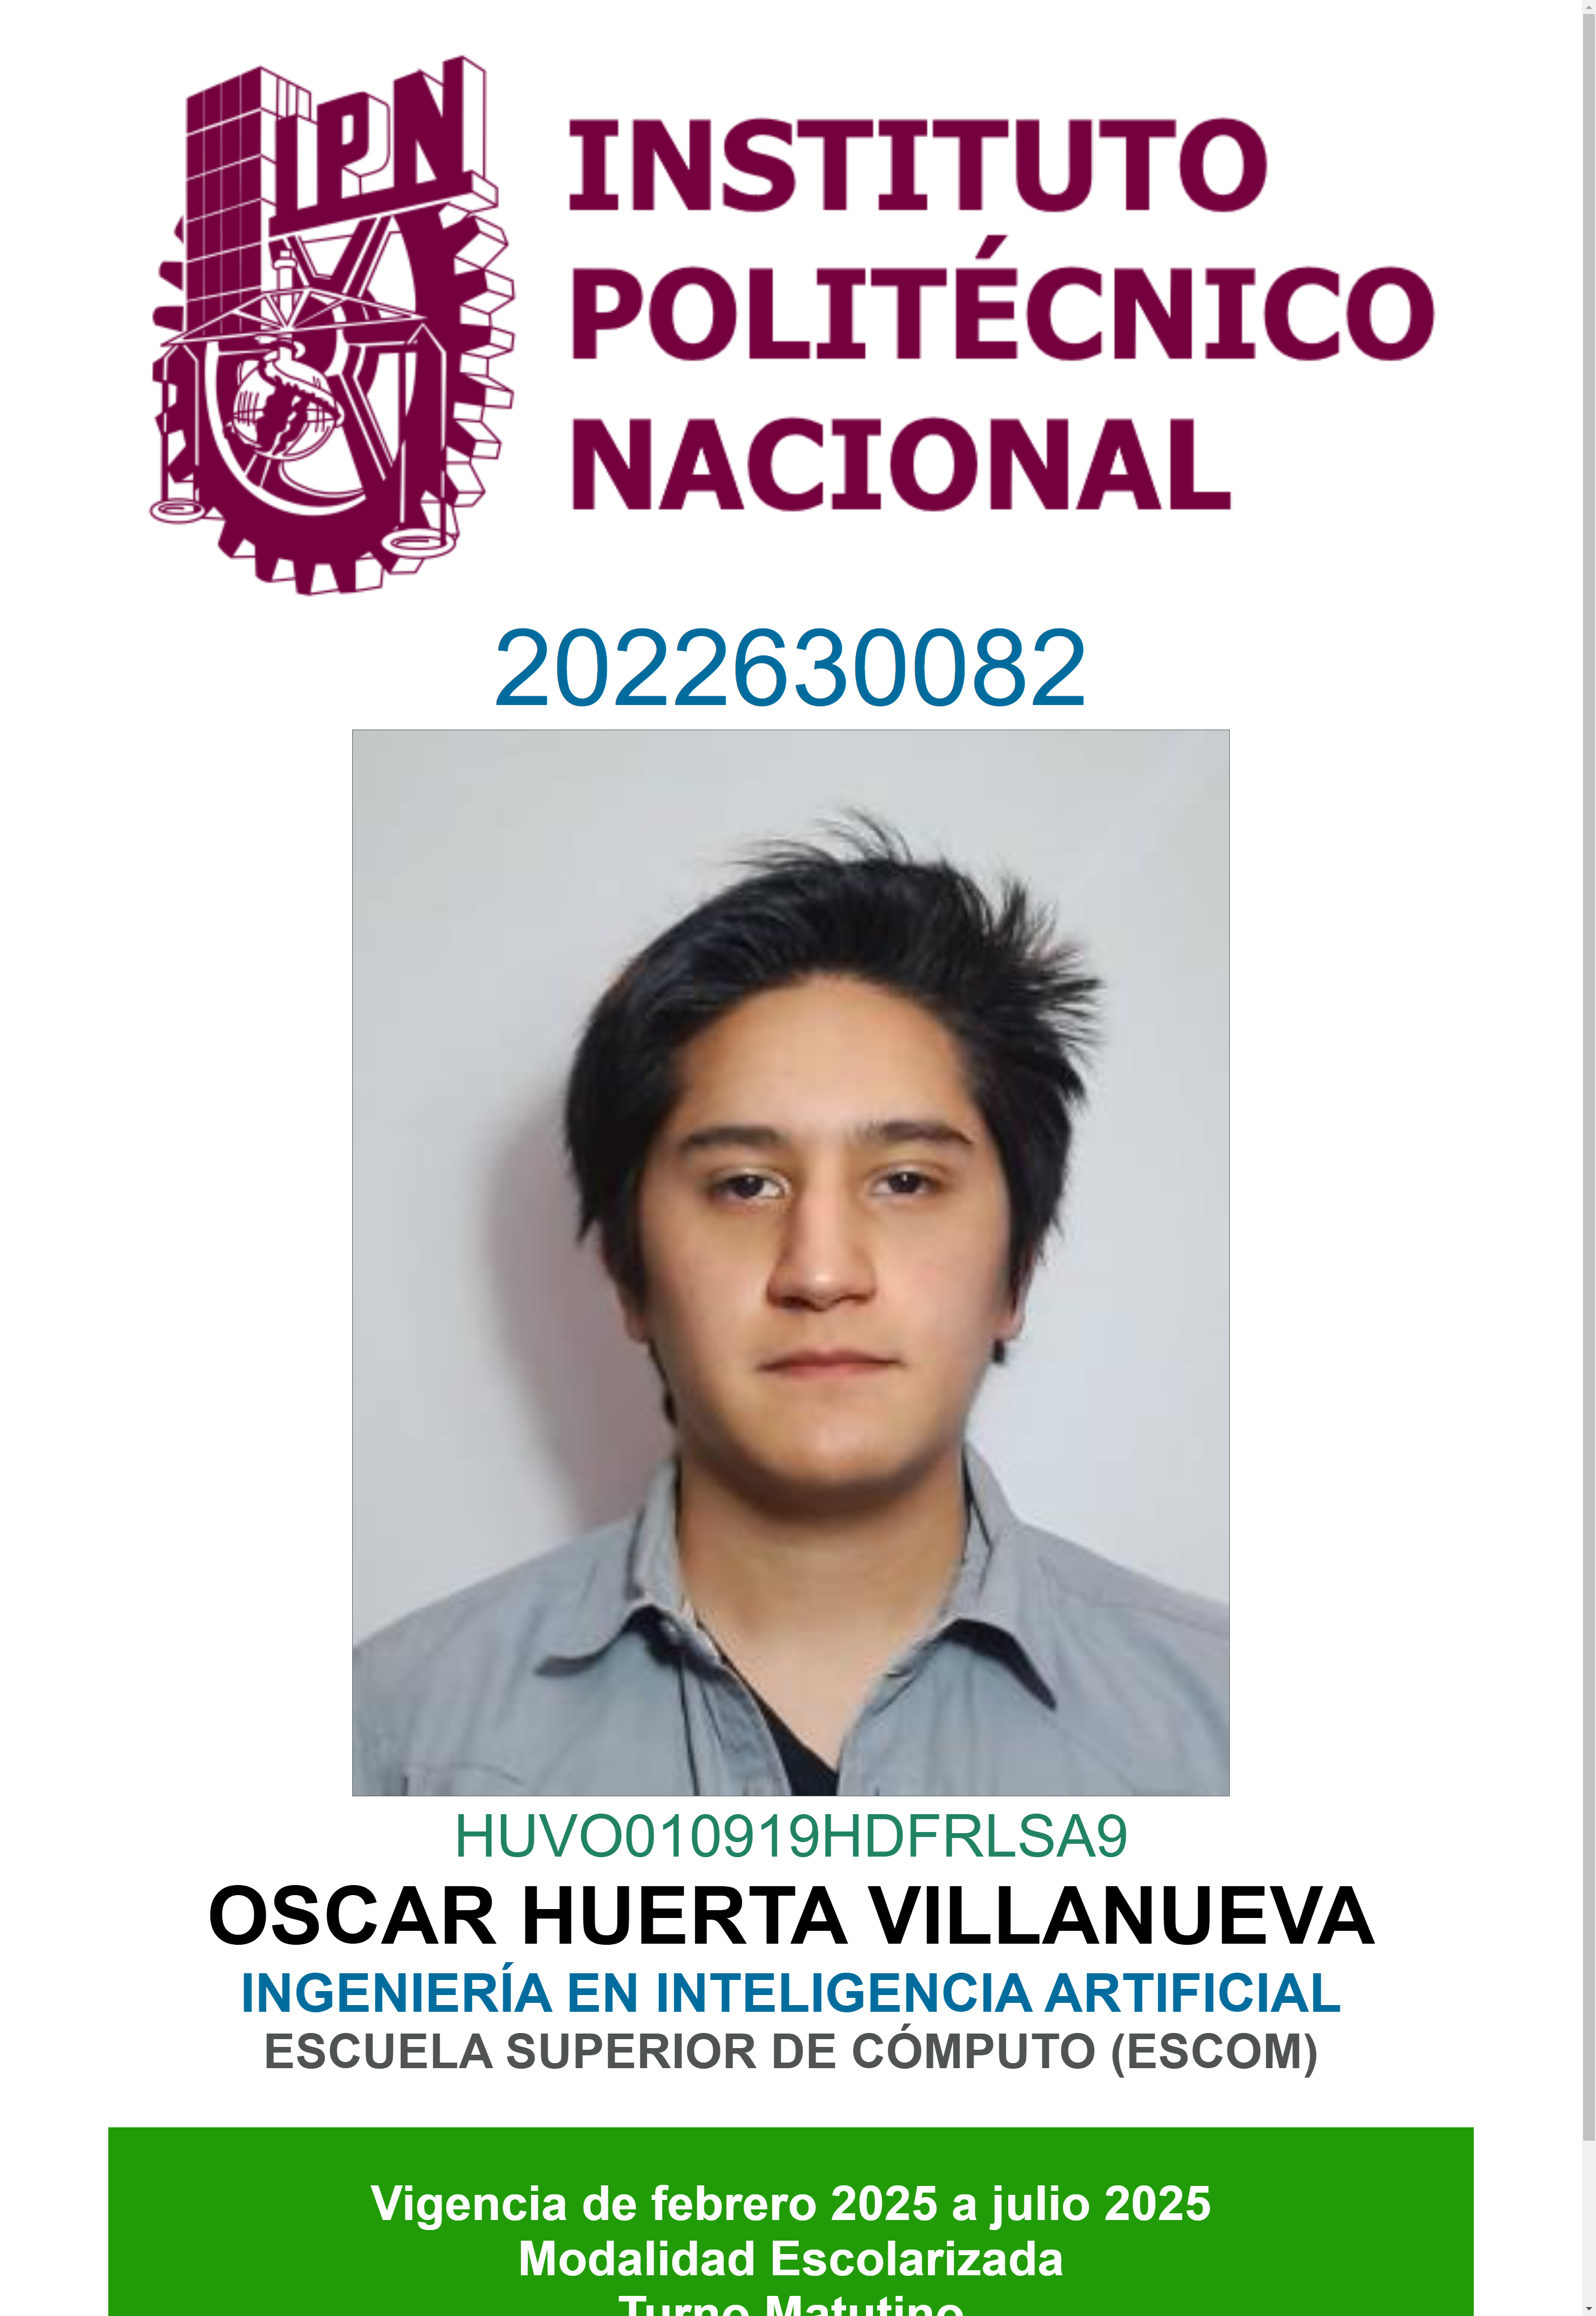 IPN
INSTITUTO
POLITÉCNICO
NACIONAL
2022630082
HUVO010919HDFRLSA9
OSCAR HUERTA VILLANUEVA
INGENIERÍA EN INTELIGENCIA ARTIFICIAL
ESCUELA SUPERIOR DE CÓMPUTO (ESCOM)
Vigencia de febrero 2025 a julio 2025
Modalidad Escolarizada
Turno Matutino